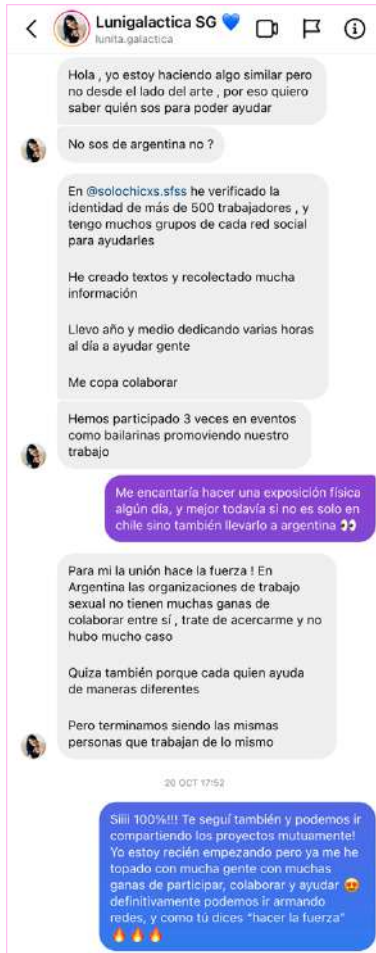 Lunigalactica SG 💙
lunita.galactica
Hola , yo estoy haciendo algo similar pero
no desde el lado del arte , por eso quiero
saber quién sos para poder ayudar
No sos de argentina no ?
En @solochicxs.sfss he verificado la
identidad de más de 500 trabajadores , y
tengo muchos grupos de cada red social
para ayudarles
He creado textos y recolectado mucha
información
Llevo año y medio dedicando varias horas
al día a ayudar gente
Me copa colaborar
Hemos participado 3 veces en eventos
como bailarinas promoviendo nuestro
trabajo
Me encantaría hacer una exposición física
algún día, y mejor todavía si no es solo en
chile sino también llevarlo a argentina 👀
Para mi la unión hace la fuerza ! En
Argentina las organizaciones de trabajo
sexual no tienen muchas ganas de
colaborar entre sí , trate de acercarme y no
hubo mucho caso
Quiza también porque cada quien ayuda
de maneras diferentes
Pero terminamos siendo las mismas
personas que trabajan de lo mismo
20 OCT 17:52
Siiii 100%!!! Te seguí también y podemos ir
compartiendo los proyectos mutuamente!
Yo estoy recién empezando pero ya me he
topado con mucha gente con muchas
ganas de participar, colaborar y ayudar 😍
definitivamente podemos ir armando
redes, y como tú dices "hacer la fuerza"
🔥🔥🔥